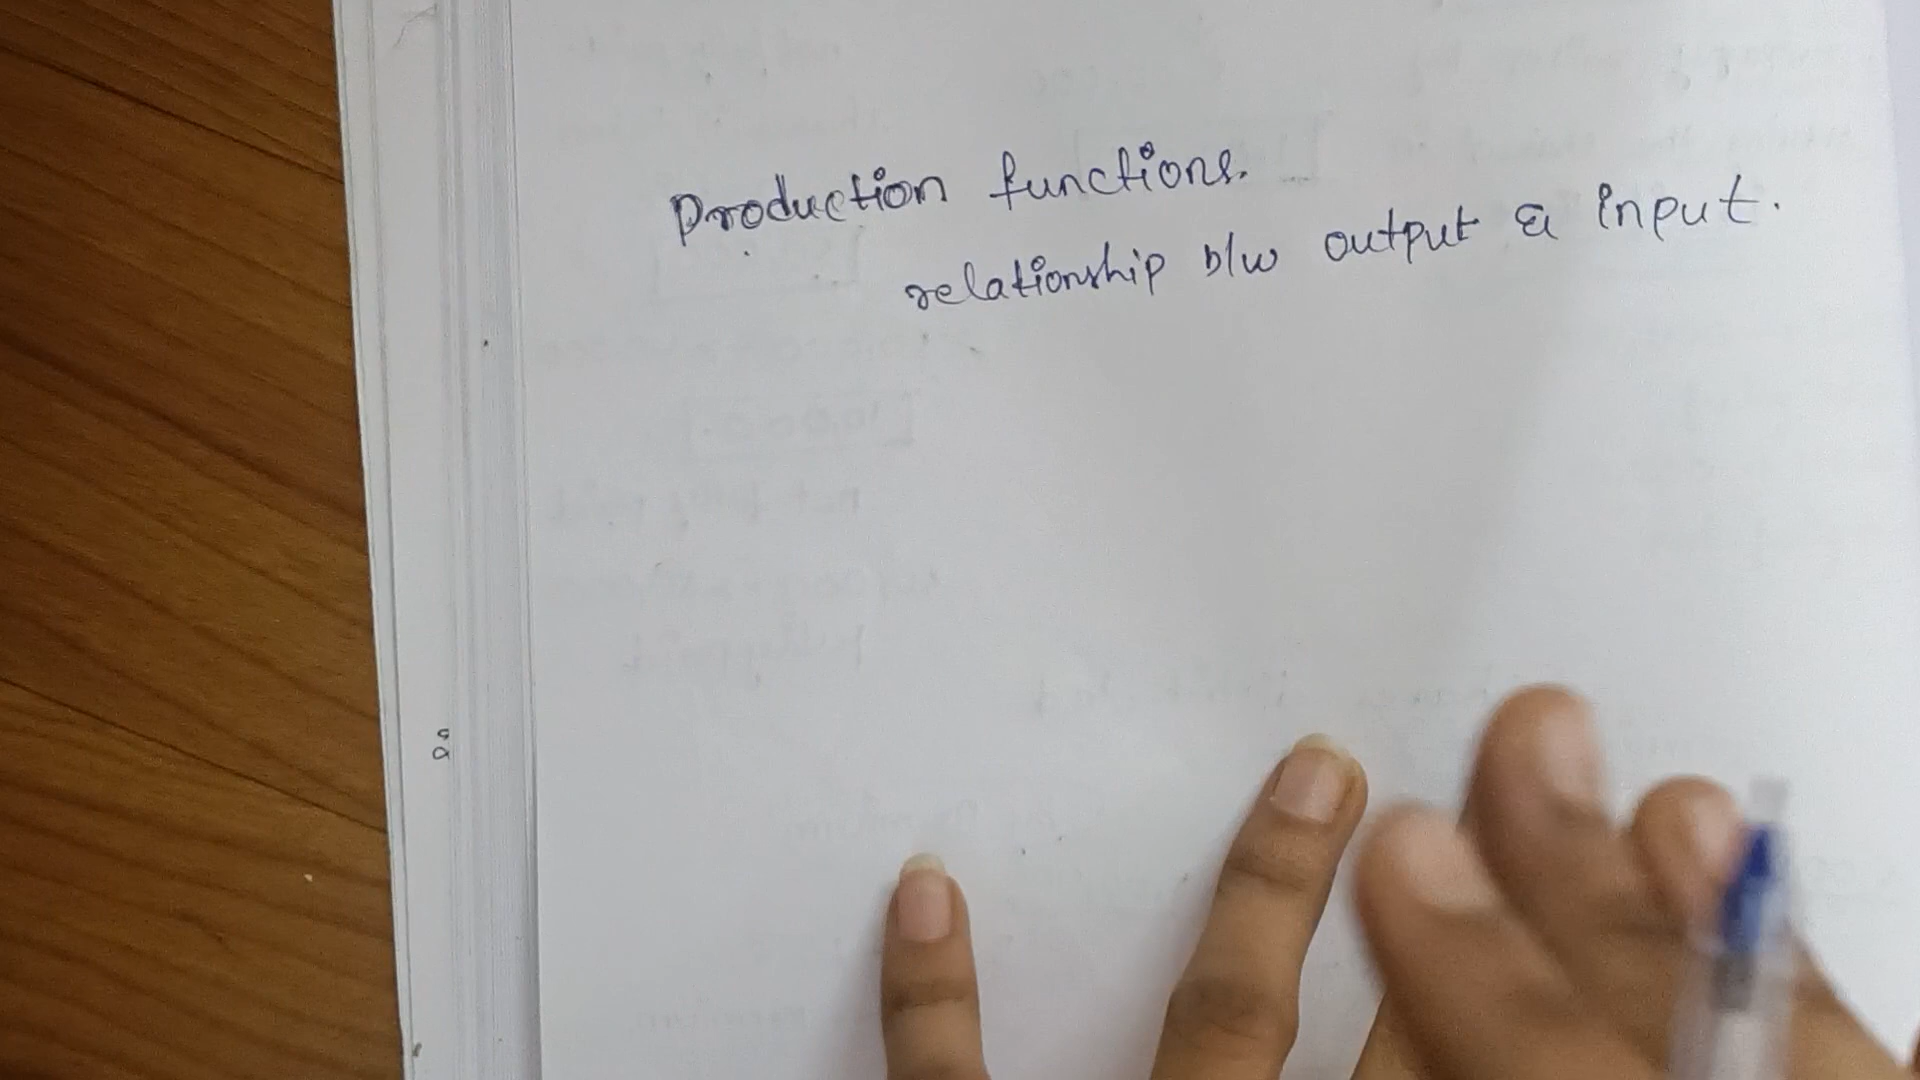 Production functions.
relationship b/w output & input.